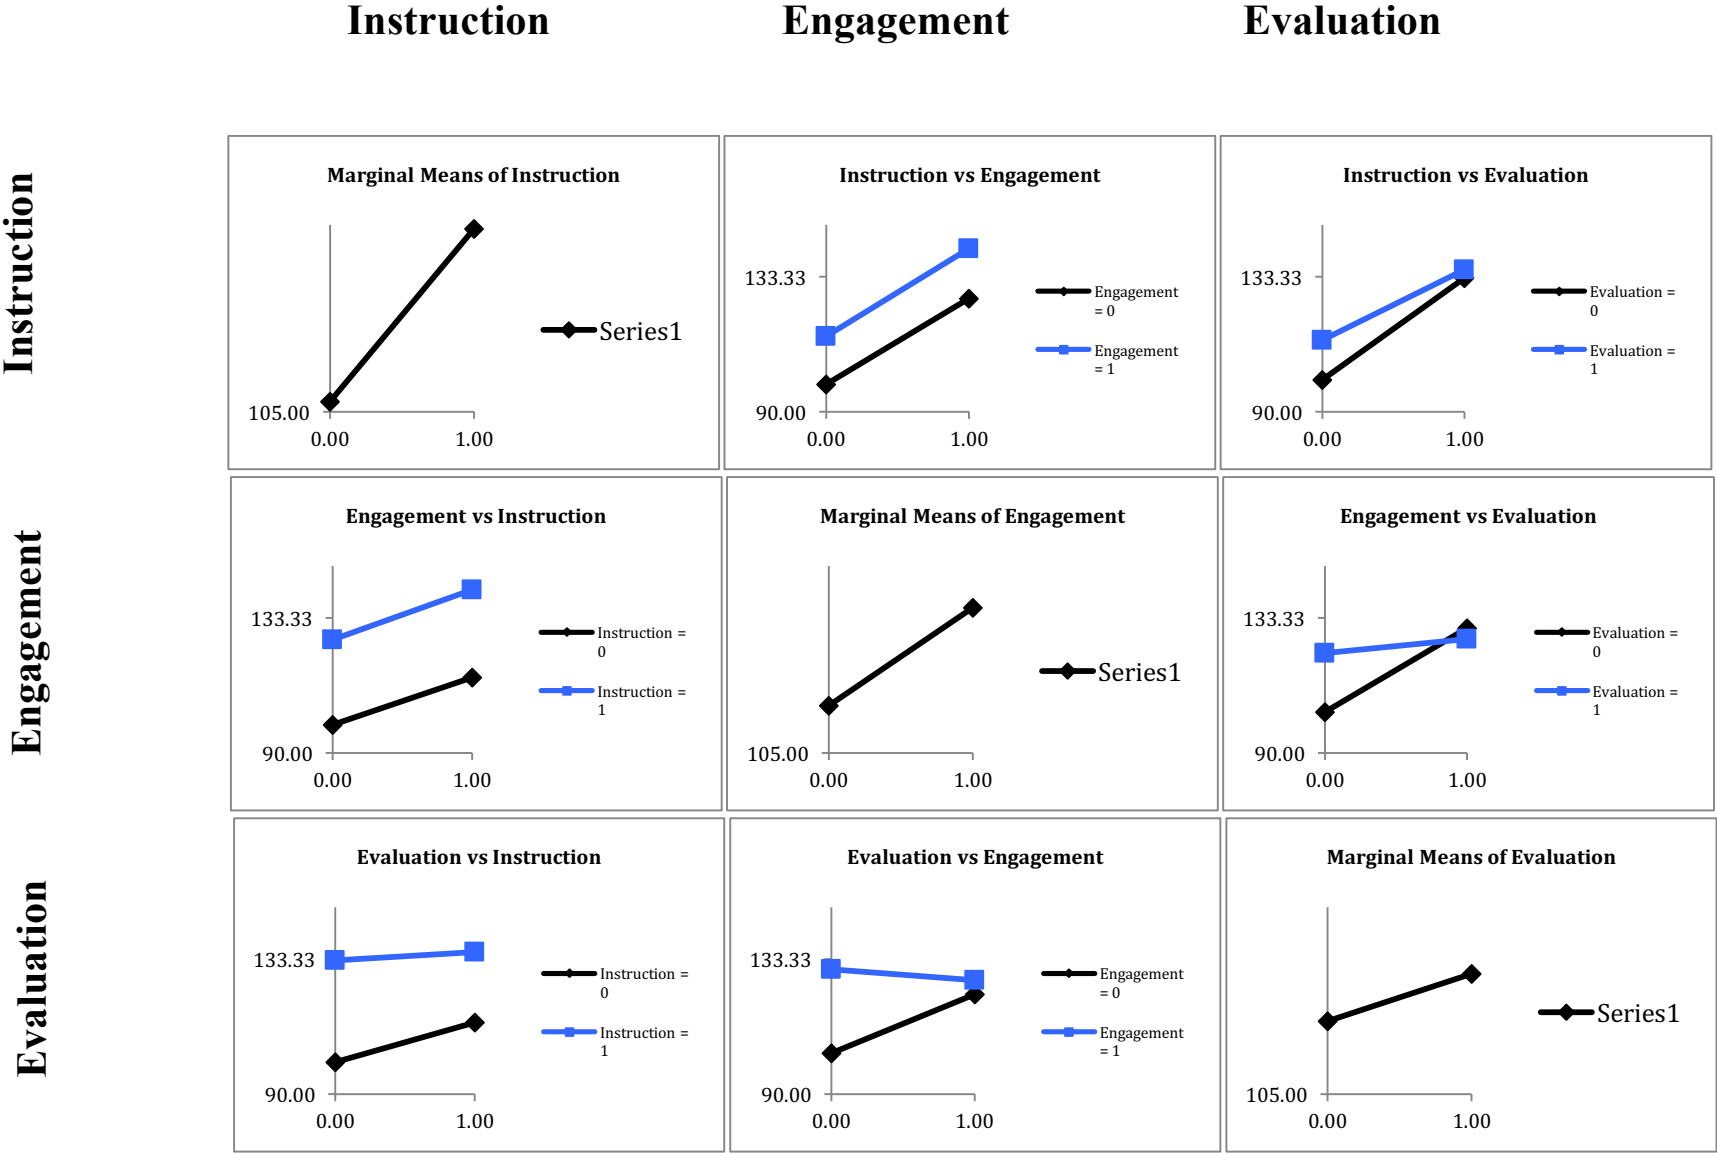 Instruction
Engagement
Evaluation
Instruction
Marginal Means of Instruction
105.00
0.00
1.00
Series1
Instruction vs Engagement
133.33
90.00
0.00
1.00
Engagement
= 0
Engagement
= 1
Instruction vs Evaluation
133.33
90.00
0.00
1.00
Evaluation =
0
Evaluation =
1
Engagement
Engagement vs Instruction
133.33
90.00
0.00
1.00
Instruction =
0
Instruction =
1
Marginal Means of Engagement
105.00
0.00
1.00
Series1
Engagement vs Evaluation
133.33
90.00
0.00
1.00
Evaluation =
0
Evaluation =
1
Evaluation
Evaluation vs Instruction
133.33
90.00
0.00
1.00
Instruction =
0
Instruction =
1
Evaluation vs Engagement
133.33
90.00
0.00
1.00
Engagement
= 0
Engagement
= 1
Marginal Means of Evaluation
105.00
0.00
1.00
Series1